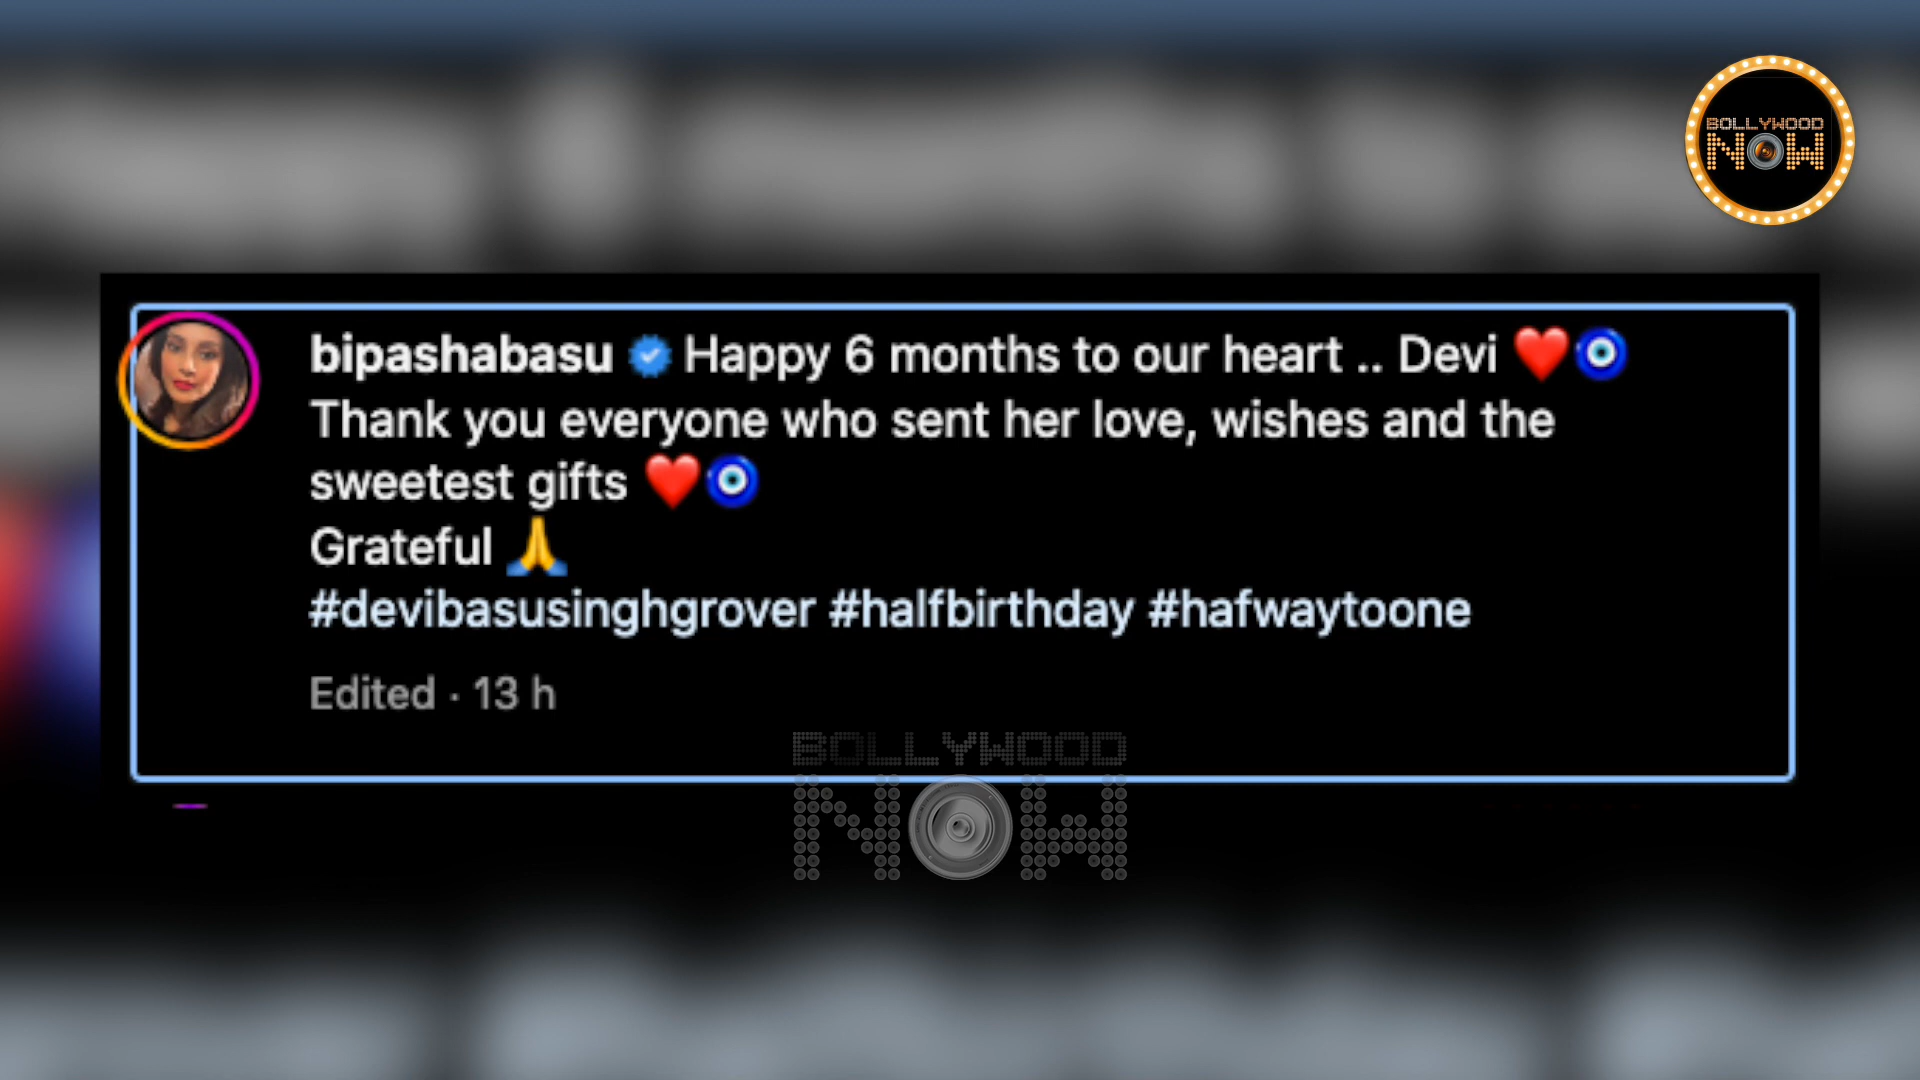 BOLLYWOOD
NOW
bipashabasu Happy 6 months to our heart .. Devi ❤️🧿
Thank you everyone who sent her love, wishes and the
sweetest gifts ❤️🧿
Grateful 🙏
#devibasusinghgrover #halfbirthday #hafwaytoone
Edited · 13 h
BOLLYWOOD
NOW